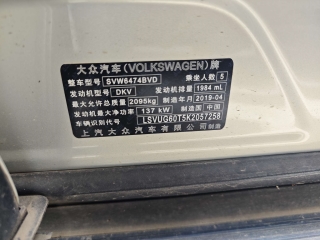 大众汽车(VOLKSWAGEN)牌
整车型号 SVW6474BVD 乘坐人数 5
发动机型号 DKV 发动机排量 1984 mL
最大允许总质量 2095kg 制造年月 2019-04
发动机最大净功率 137 kW 制造国 中国
车辆识别代号 LSVUG60T5K2057258
上汽大众汽车有限公司 制造